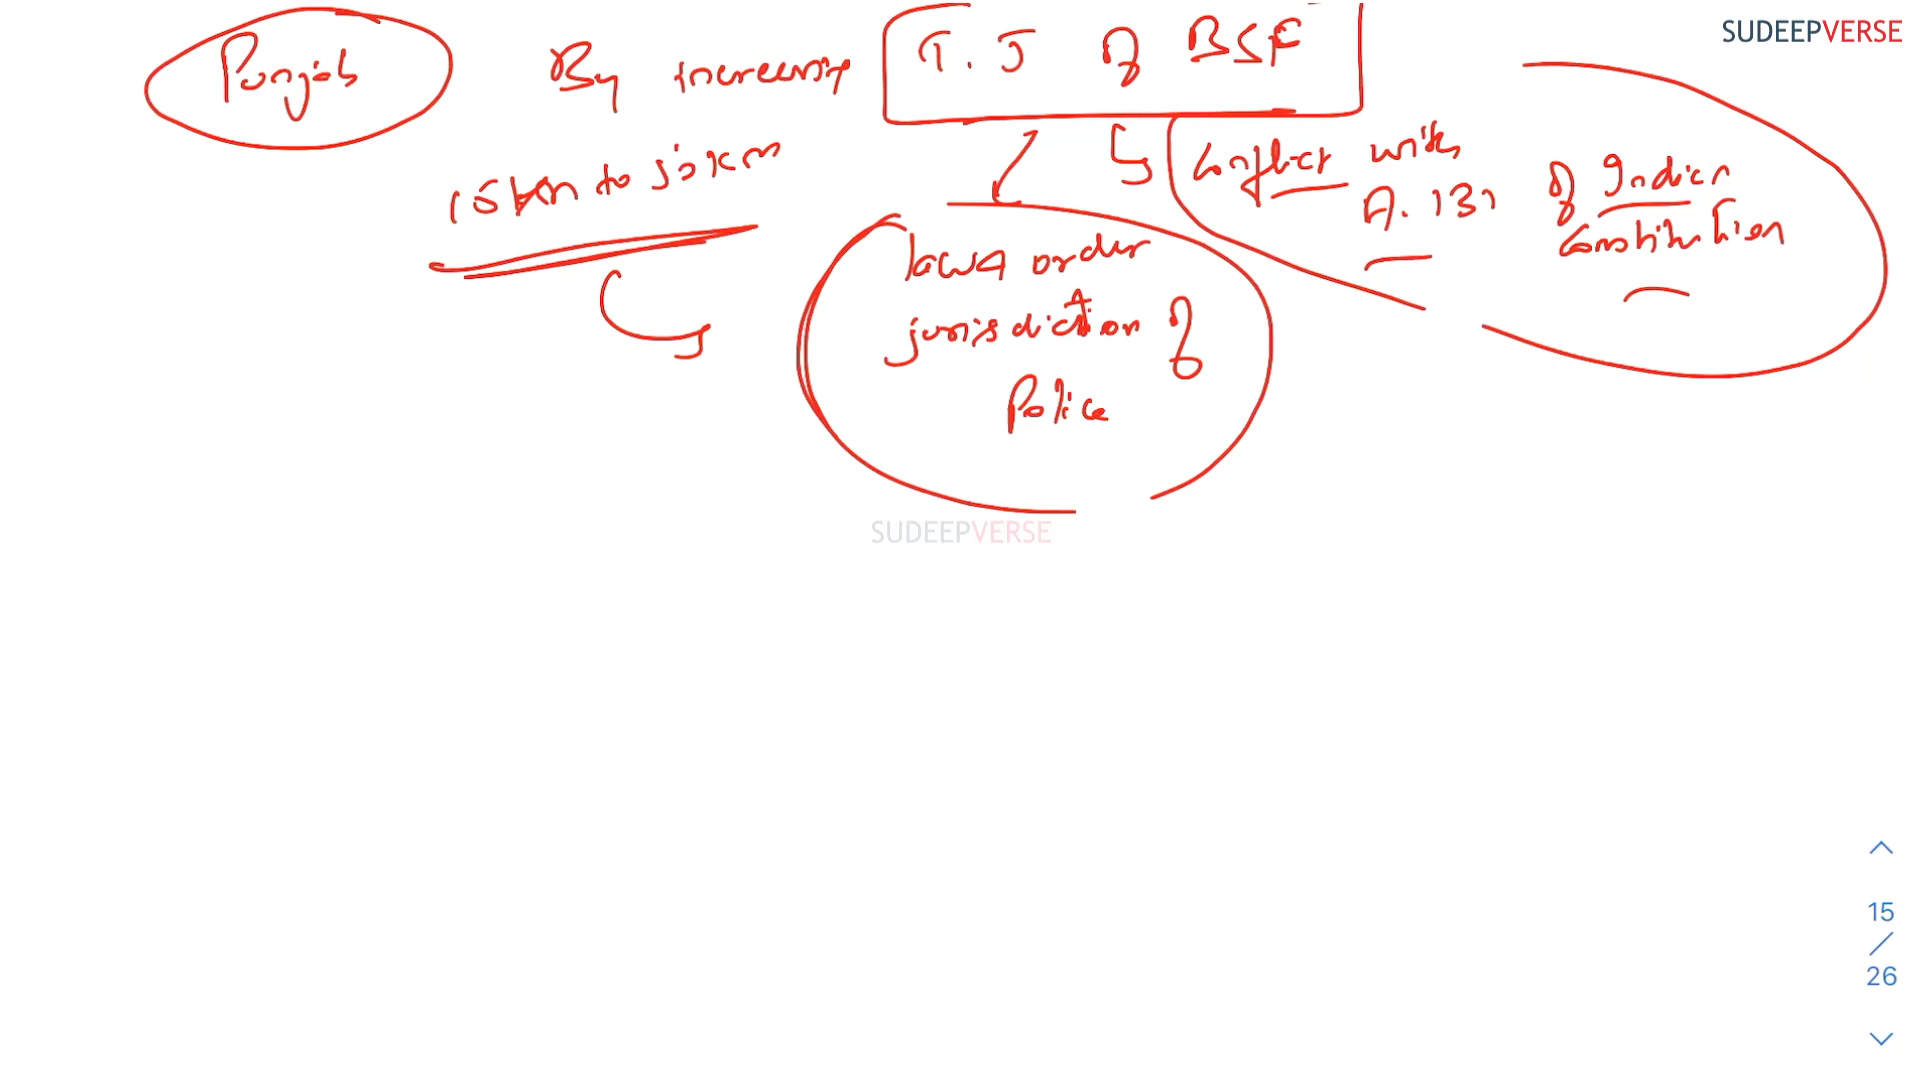 SUDEEPVERSE
Punjab By increasing T.J of BSF
15km to 50km
Conflict with
A. 131 of Indian
Constitution
law & order
jurisdiction of
Police
SUDEEPVERSE
15
/
26